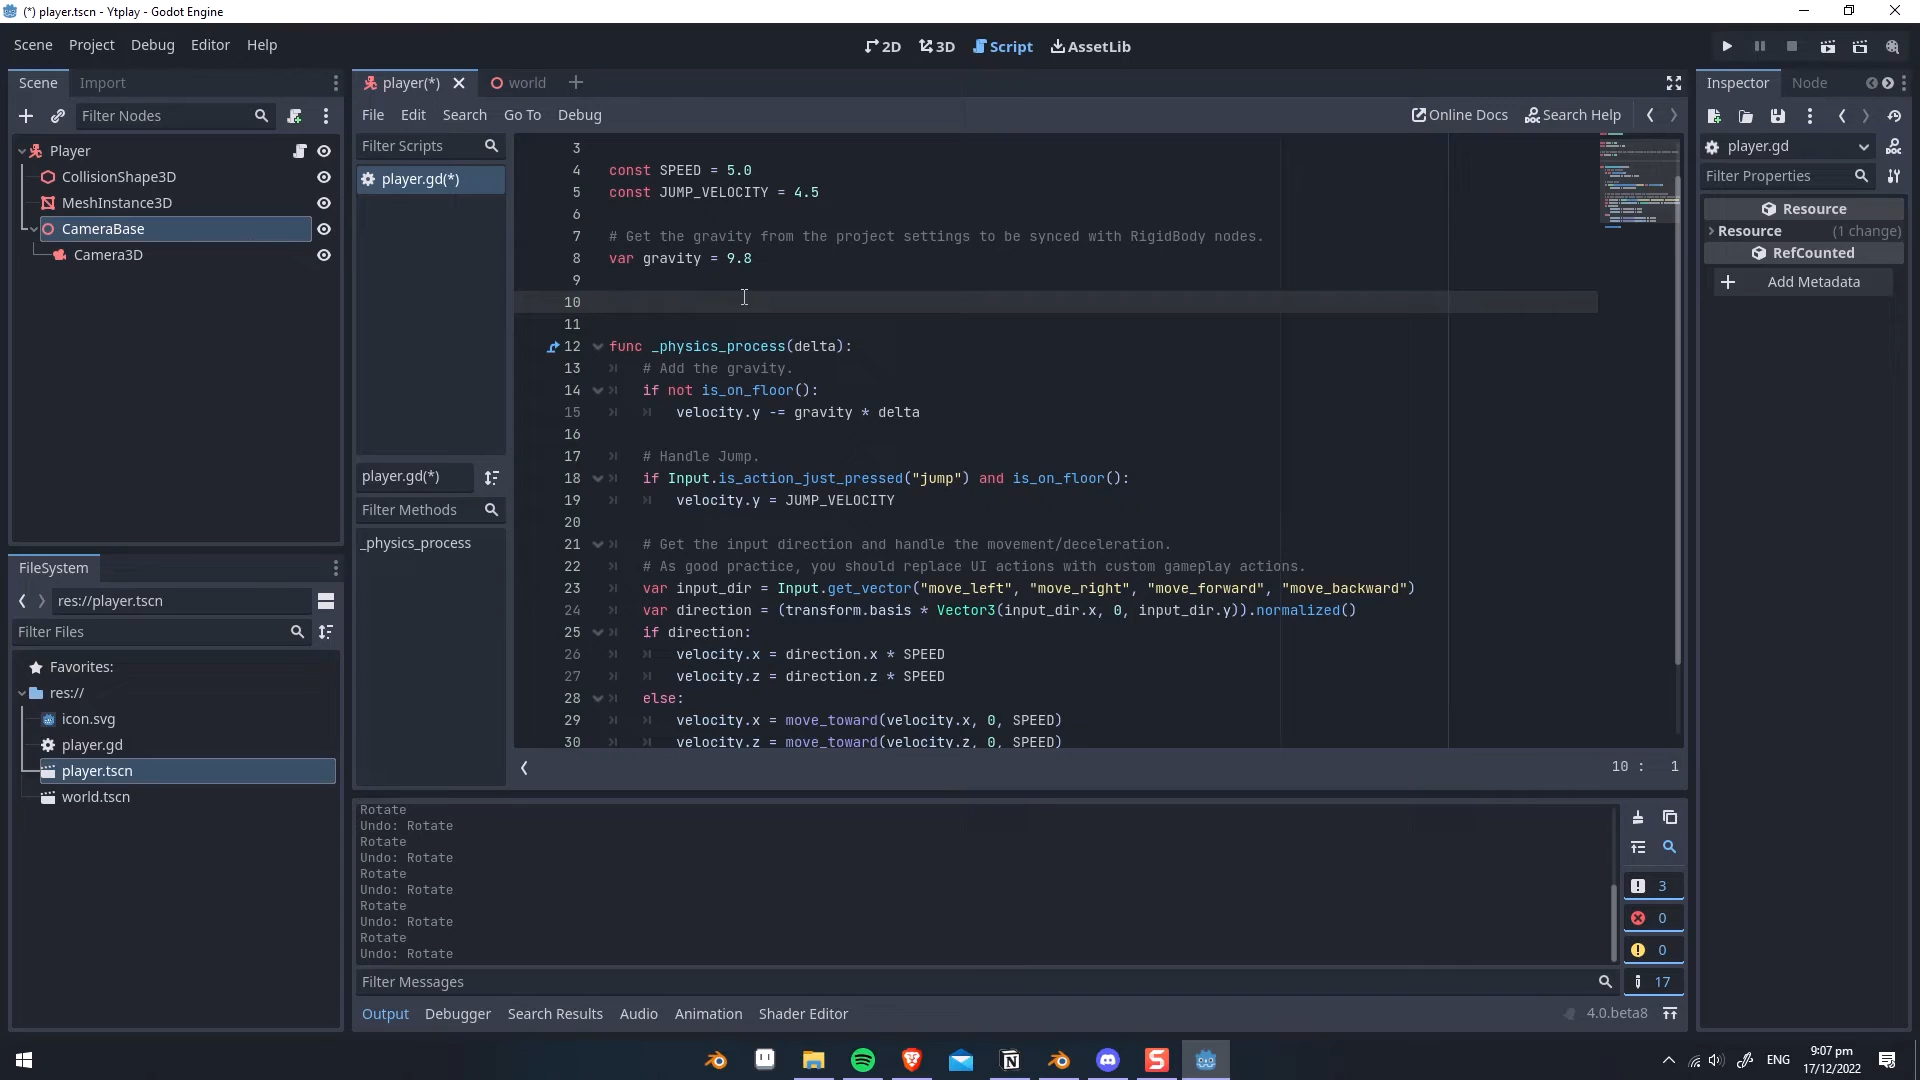 (*) player.tscn - Ytplay - Godot Engine
Scene Project Debug Editor Help
2D 3D Script AssetLib
Scene Import
player(*) world
Inspector Node
Filter Nodes
File Edit Search Go To Debug
Online Docs Search Help
Player
CollisionShape3D
MeshInstance3D
CameraBase
Camera3D
Filter Scripts
player.gd(*)
player.gd(*)
Filter Methods
_physics_process
3
4 const SPEED = 5.0
5 const JUMP_VELOCITY = 4.5
6
7 # Get the gravity from the project settings to be synced with RigidBody nodes.
8 var gravity = 9.8
9
10
11
12 func _physics_process(delta):
13 # Add the gravity.
14 if not is_on_floor():
15 velocity.y -= gravity * delta
16
17 # Handle Jump.
18 if Input.is_action_just_pressed("jump") and is_on_floor():
19 velocity.y = JUMP_VELOCITY
20
21 # Get the input direction and handle the movement/deceleration.
22 # As good practice, you should replace UI actions with custom gameplay actions.
23 var input_dir = Input.get_vector("move_left", "move_right", "move_forward", "move_backward")
24 var direction = (transform.basis * Vector3(input_dir.x, 0, input_dir.y)).normalized()
25 if direction:
26 velocity.x = direction.x * SPEED
27 velocity.z = direction.z * SPEED
28 else:
29 velocity.x = move_toward(velocity.x, 0, SPEED)
30 velocity.z = move_toward(velocity.z, 0, SPEED)
10 : 1
player.gd
Filter Properties
Resource
Resource (1 change)
RefCounted
Add Metadata
FileSystem
res://player.tscn
Filter Files
Favorites:
res://
icon.svg
player.gd
player.tscn
world.tscn
Rotate
Undo: Rotate
Rotate
Undo: Rotate
Rotate
Undo: Rotate
Rotate
Undo: Rotate
Rotate
Undo: Rotate
3
0
0
17
Filter Messages
Output Debugger Search Results Audio Animation Shader Editor
4.0.beta8
ENG
9:07 pm
17/12/2022